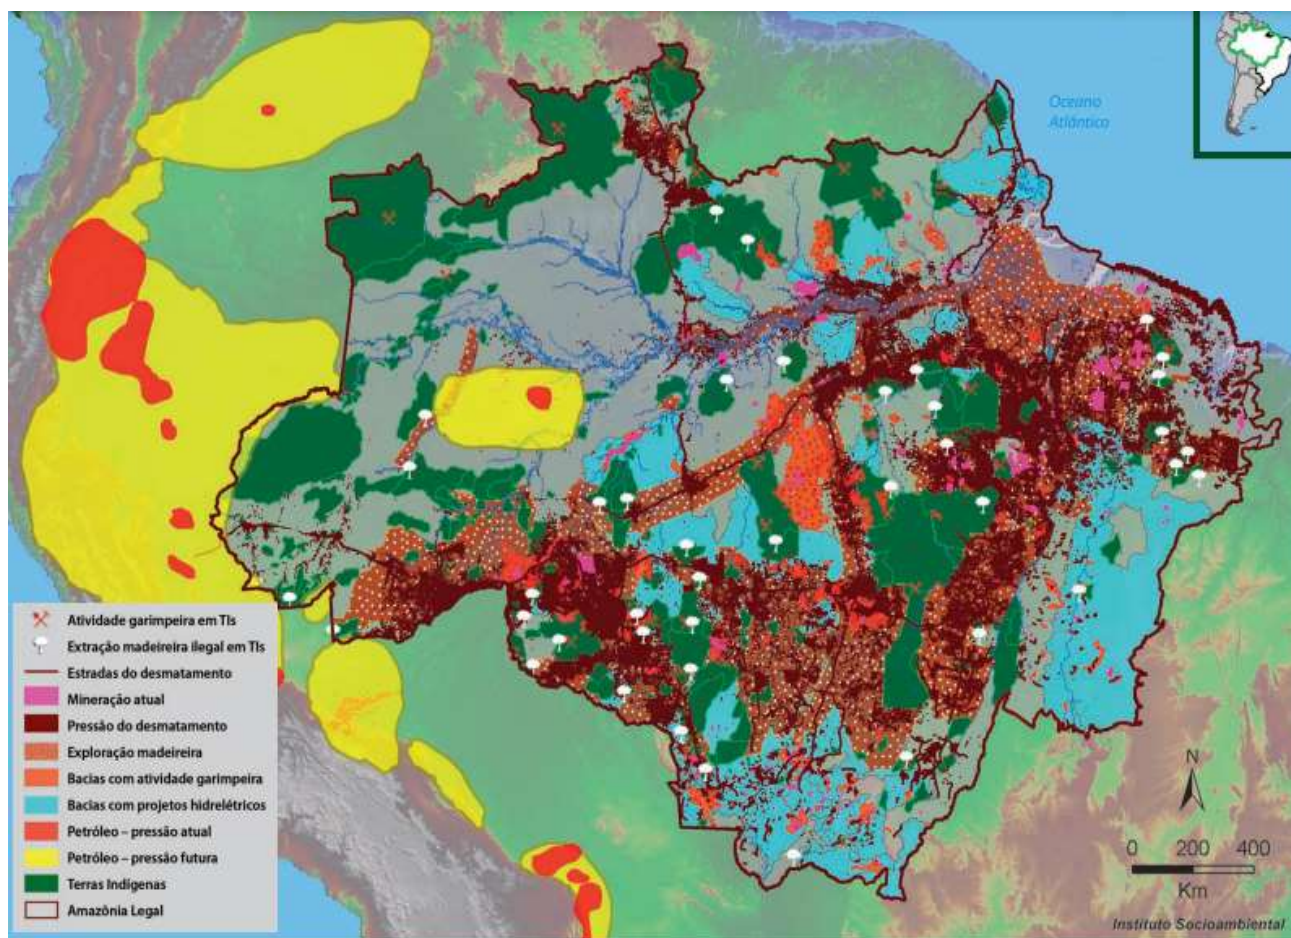 Oceano
Atlântico
Atividade garimpeira em TIs
Extração madeireira ilegal em TIs
Estradas do desmatamento
Mineração atual
Pressão do desmatamento
Exploração madeireira
Bacias com atividade garimpeira
Bacias com projetos hidrelétricos
Petróleo – pressão atual
Petróleo – pressão futura
Terras Indígenas
Amazônia Legal
N
0 200 400
Km
Instituto Socioambiental